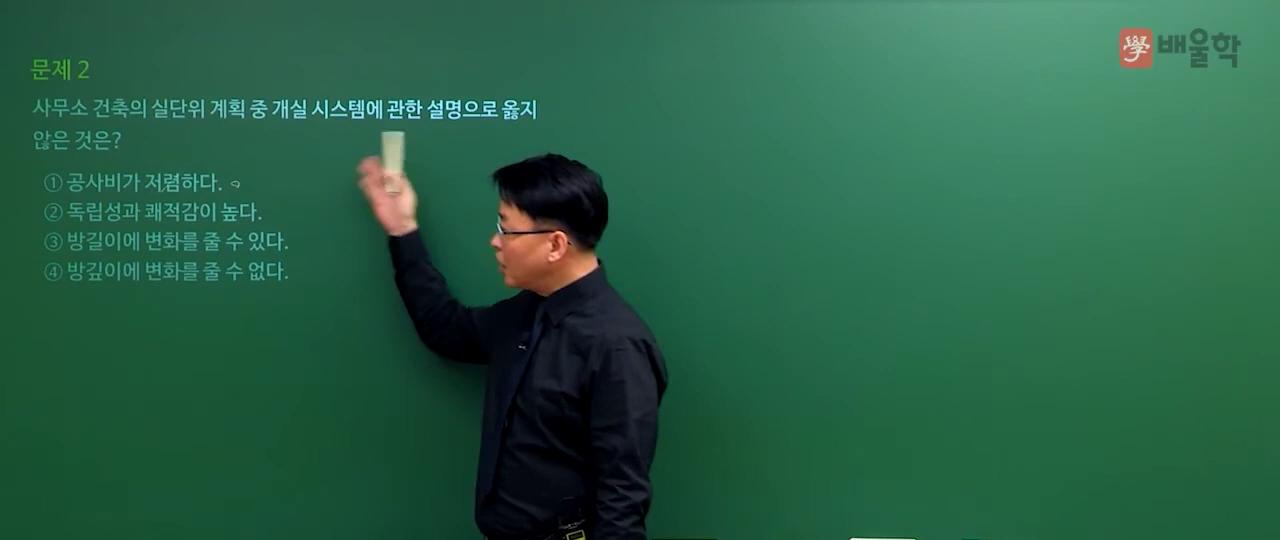 學 배울학
문제 2
사무소 건축의 실단위 계획 중 개실 시스템에 관한 설명으로 옳지
않은 것은?
① 공사비가 저렴하다.
② 독립성과 쾌적감이 높다.
③ 방길이에 변화를 줄 수 있다.
④ 방깊이에 변화를 줄 수 없다.